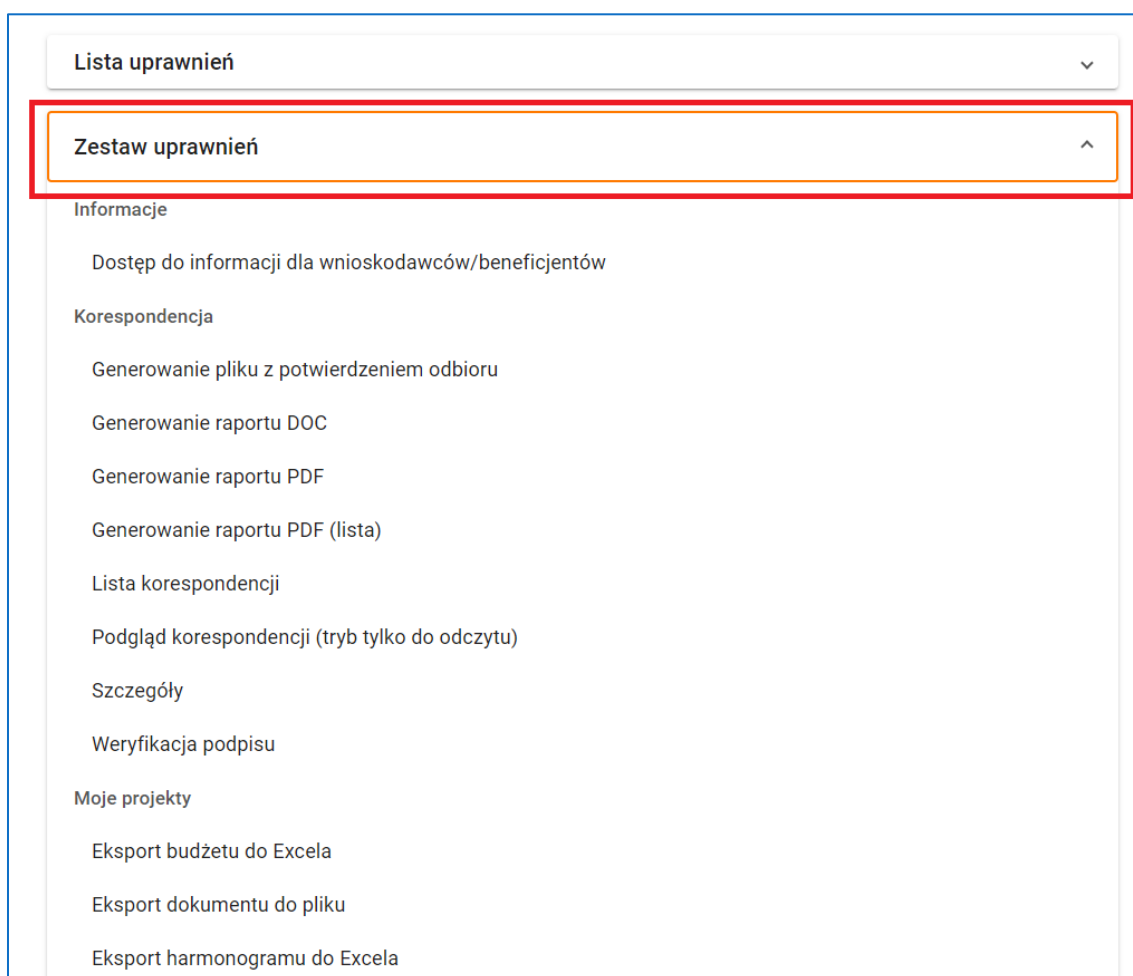 Lista uprawnień
Zestaw uprawnień
Informacje
Dostęp do informacji dla wnioskodawców/beneficjentów
Korespondencja
Generowanie pliku z potwierdzeniem odbioru
Generowanie raportu DOC
Generowanie raportu PDF
Generowanie raportu PDF (lista)
Lista korespondencji
Podgląd korespondencji (tryb tylko do odczytu)
Szczegóły
Weryfikacja podpisu
Moje projekty
Eksport budżetu do Excela
Eksport dokumentu do pliku
Eksport harmonogramu do Excela